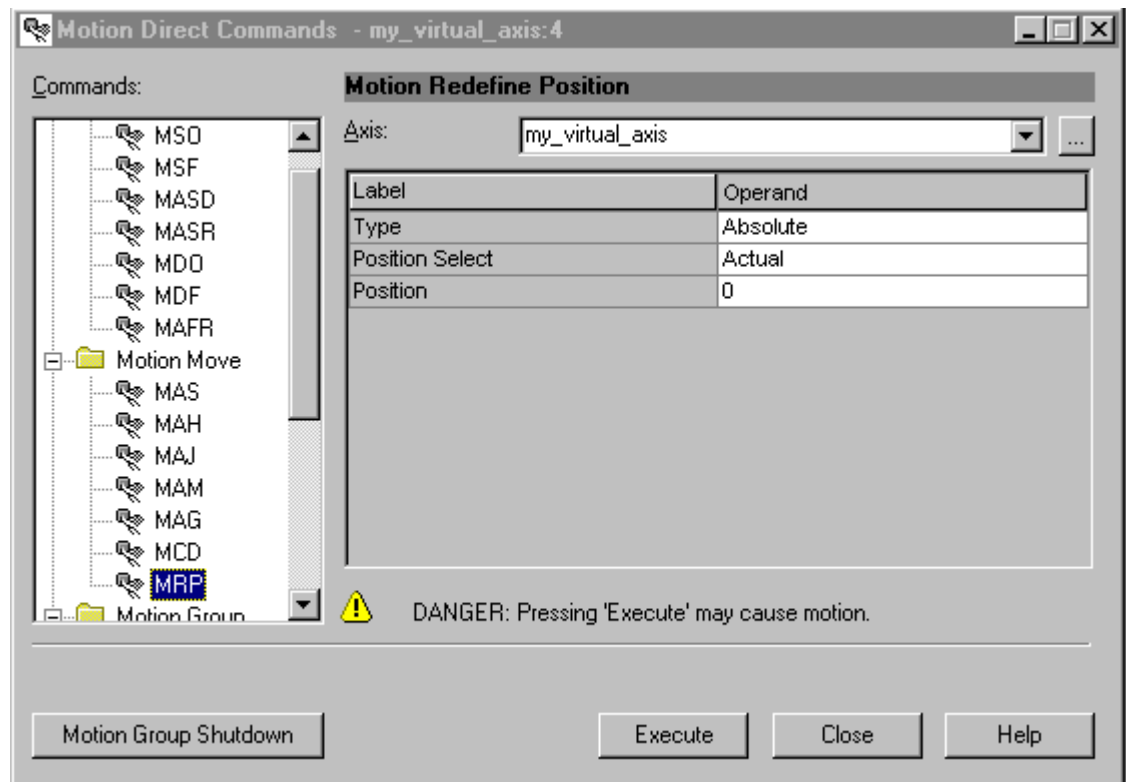 Motion Direct Commands - my_virtual_axis:4
Commands:
MSO
MSF
MASD
MASR
MDO
MDF
MAFR
Motion Move
MAS
MAH
MAJ
MAM
MAG
MCD
MRP
Motion Group
Motion Redefine Position
Axis: my_virtual_axis ...
Label Operand
Type Absolute
Position Select Actual
Position 0
DANGER: Pressing 'Execute' may cause motion.
Motion Group Shutdown Execute Close Help